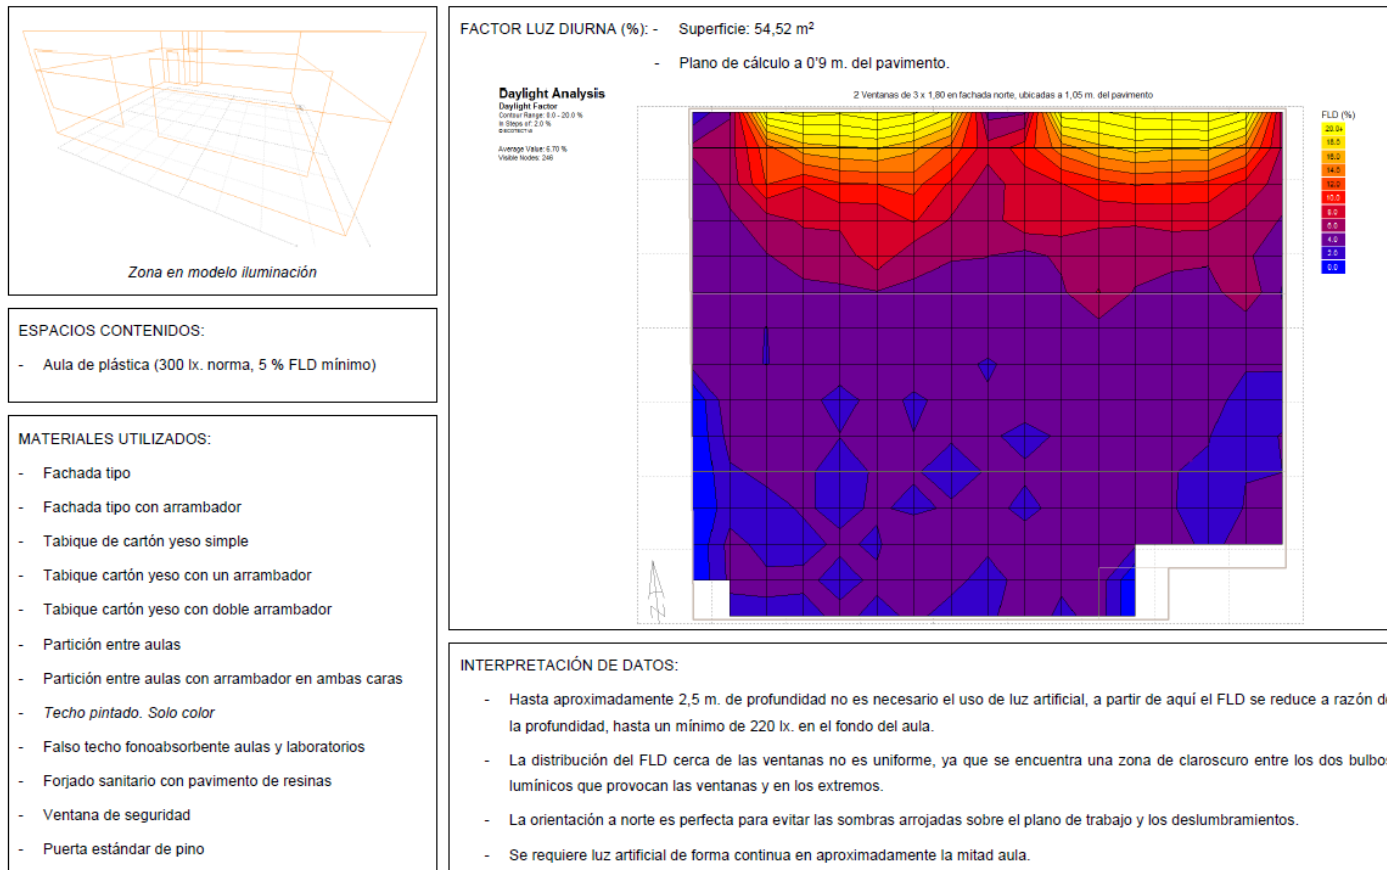 Zona en modelo iluminación
ESPACIOS CONTENIDOS:
- Aula de plástica (300 lx. norma, 5 % FLD mínimo)
MATERIALES UTILIZADOS:
- Fachada tipo
- Fachada tipo con arrambador
- Tabique de cartón yeso simple
- Tabique cartón yeso con un arrambador
- Tabique cartón yeso con doble arrambador
- Partición entre aulas
- Partición entre aulas con arrambador en ambas caras
- Techo pintado. Solo color
- Falso techo fonoabsorbente aulas y laboratorios
- Forjado sanitario con pavimento de resinas
- Ventana de seguridad
- Puerta estándar de pino
FACTOR LUZ DIURNA (%): - Superficie: 54,52 m²
- Plano de cálculo a 0'9 m. del pavimento.
Daylight Analysis
Daylight Factor
Contour Range: 0.0 - 20.0 %
In Steps of: 2.0 %
Average Value: 6.70 %
Visible Nodes: 246
2 Ventanas de 3 x 1,80 en fachada norte, ubicadas a 1,05 m. del pavimento
FLD (%)
20.0+
18.0
16.0
14.0
12.0
10.0
8.0
6.0
4.0
2.0
0.0
N
INTERPRETACIÓN DE DATOS:
- Hasta aproximadamente 2,5 m. de profundidad no es necesario el uso de luz artificial, a partir de aquí el FLD se reduce a razón de
la profundidad, hasta un mínimo de 220 lx. en el fondo del aula.
- La distribución del FLD cerca de las ventanas no es uniforme, ya que se encuentra una zona de claroscuro entre los dos bulbos
lumínicos que provocan las ventanas y en los extremos.
- La orientación a norte es perfecta para evitar las sombras arrojadas sobre el plano de trabajo y los deslumbramientos.
- Se requiere luz artificial de forma continua en aproximadamente la mitad aula.